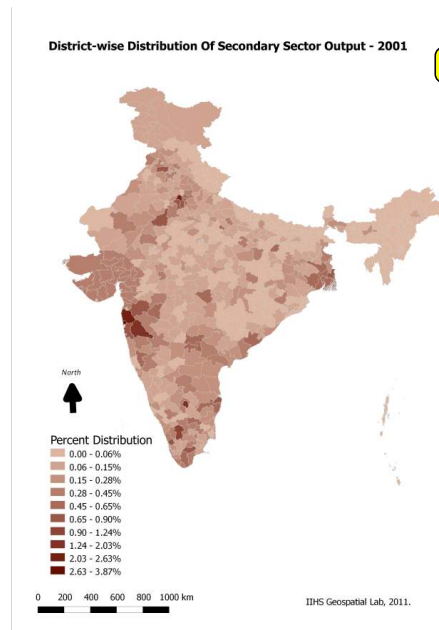 District-wise Distribution Of Secondary Sector Output - 2001
North
Percent Distribution
0.00 - 0.06%
0.06 - 0.15%
0.15 - 0.28%
0.28 - 0.45%
0.45 - 0.65%
0.65 - 0.90%
0.90 - 1.24%
1.24 - 2.03%
2.03 - 2.63%
2.63 - 3.87%
0 200 400 600 800 1000 km
IIHS Geospatial Lab, 2011.